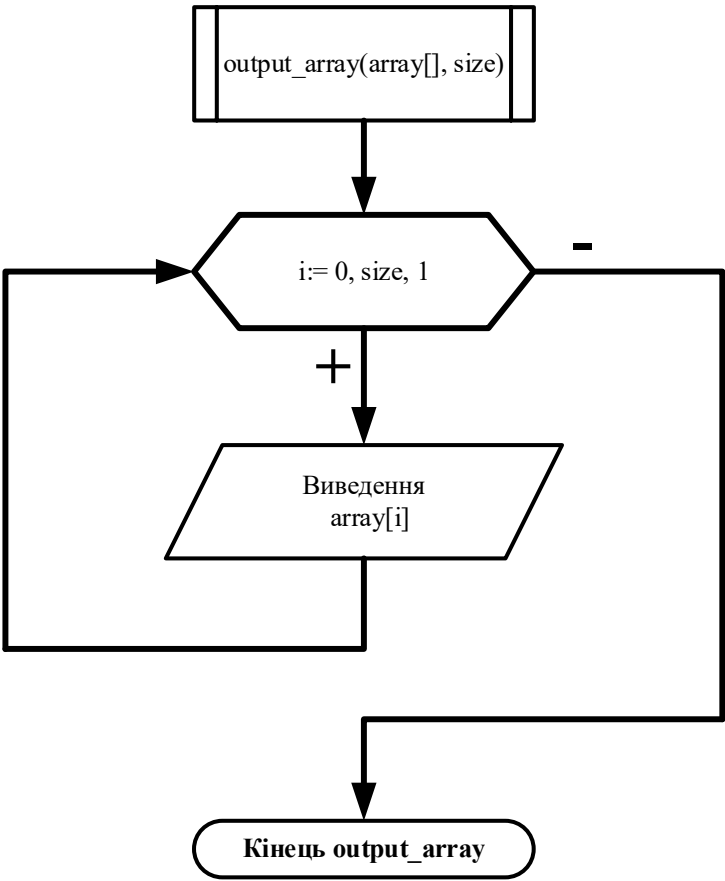 output_array(array[], size)
i:= 0, size, 1
-
+
Виведення
array[i]
Кінець output_array